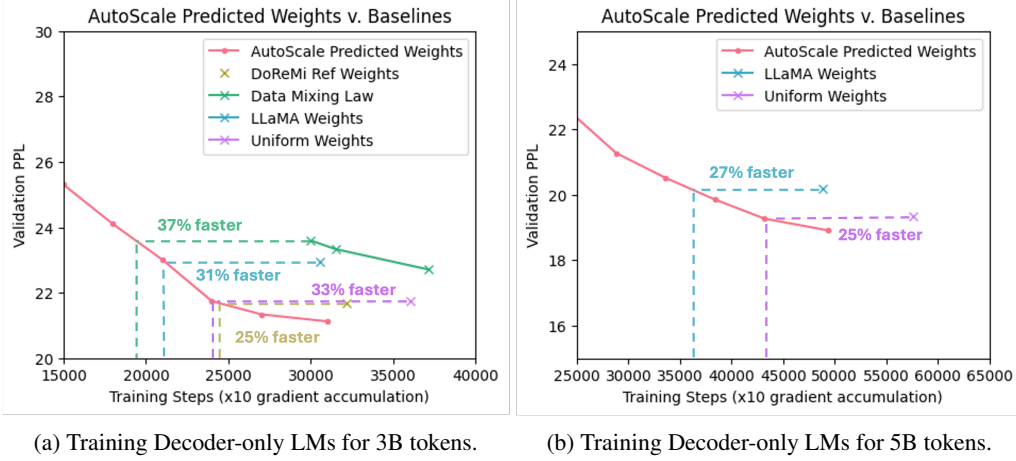 AutoScale Predicted Weights v. Baselines
30
28
26
24
22
20
Validation PPL
AutoScale Predicted Weights
DoReMi Ref Weights
Data Mixing Law
LLaMA Weights
Uniform Weights
37% faster
31% faster
33% faster
25% faster
15000 20000 25000 30000 35000 40000
Training Steps (x10 gradient accumulation)
(a) Training Decoder-only LMs for 3B tokens.
AutoScale Predicted Weights v. Baselines
24
22
20
18
16
Validation PPL
AutoScale Predicted Weights
LLaMA Weights
Uniform Weights
27% faster
25% faster
25000 30000 35000 40000 45000 50000 55000 60000 65000
Training Steps (x10 gradient accumulation)
(b) Training Decoder-only LMs for 5B tokens.